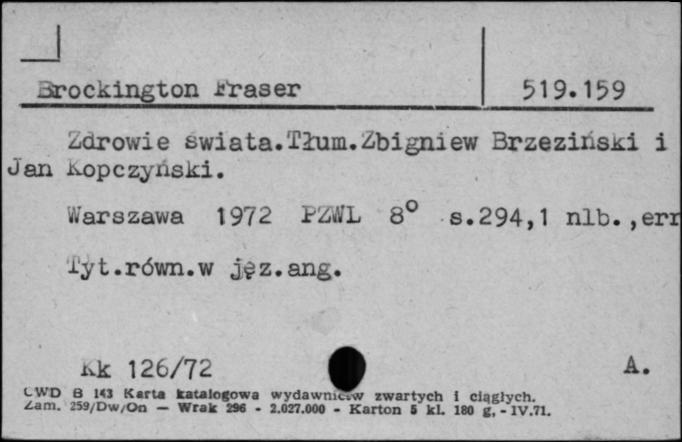 Brockington Fraser 519.159
Zdrowie świata.Tłum.Zbigniew Brzeziński i
Jan Kopczyński.
Warszawa 1972 PZWL 8° s.294,1 nlb.,err
Tyt.równ.w jęz.ang.
Kk 126/72 A.
CWD B 143 Karta katalogowa wydawnictw zwartych i ciągłych.
Zam. 259/Dw/On — Wrak 296 - 2.027.000 - Karton 5 kl. 180 g, - IV.71.